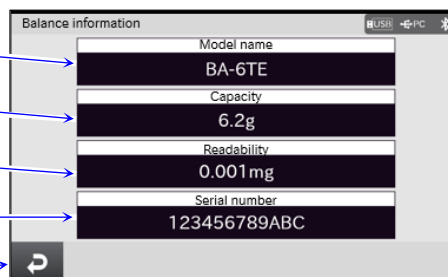 Balance information
USB PC
Model name
BA-6TE
Capacity
6.2g
Readability
0.001mg
Serial number
123456789ABC